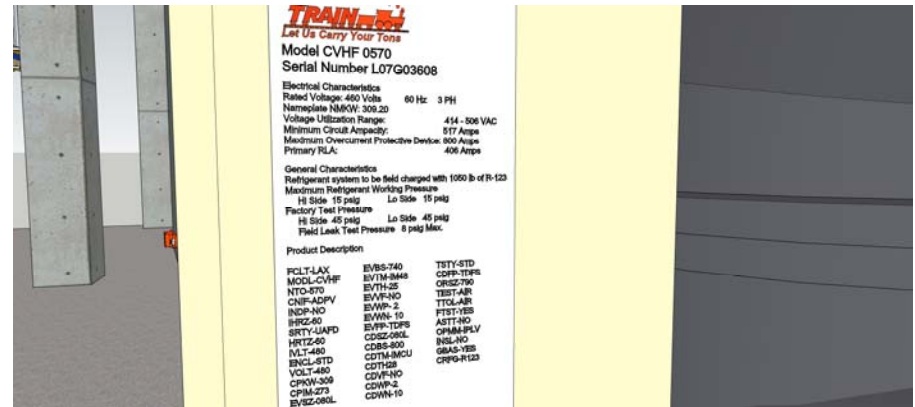 TRAIN
Let Us Carry Your Tons
Model CVHF 0570
Serial Number L07G03608
Electrical Characteristics
Rated Voltage: 460 Volts 60 Hz 3 PH
Nameplate NMKW: 309.20
Voltage Utilization Range: 414 - 506 VAC
Minimum Circuit Ampacity: 517 Amps
Maximum Overcurrent Protective Device: 800 Amps
Primary RLA: 406 Amps
General Characteristics
Refrigerant system to be field charged with 1050 lb of R-123
Maximum Refrigerant Working Pressure
Hi Side 15 psig Lo Side 15 psig
Factory Test Pressure
Hi Side 45 psig Lo Side 45 psig
Field Leak Test Pressure 8 psig Max.
Product Description
FCLT-LAX
MODL-CVHF
NTO-570
CNIF-ADPV
INDP-NO
IHRZ-60
SRTY-UAFD
HRTZ-60
IVLT-460
ENCL-STD
VOLT-460
CPKW-309
CPIM-273
EVSZ-080L
EVBS-740
EVTM-IM48
EVTH-25
EVVF-NO
EVWP-2
EVWN-10
EVFP-TDFS
CDSZ-080L
CDBS-800
CDTM-IMCU
CDTH28
CDVF-NO
CDWP-2
CDWN-10
TSTY-STD
CDFP-TDFS
ORSZ-790
TEST-AIR
TTOL-ARI
FTST-YES
ASTT-NO
OPMM-IPLV
INSL-NO
GBAS-YES
CRFG-R123